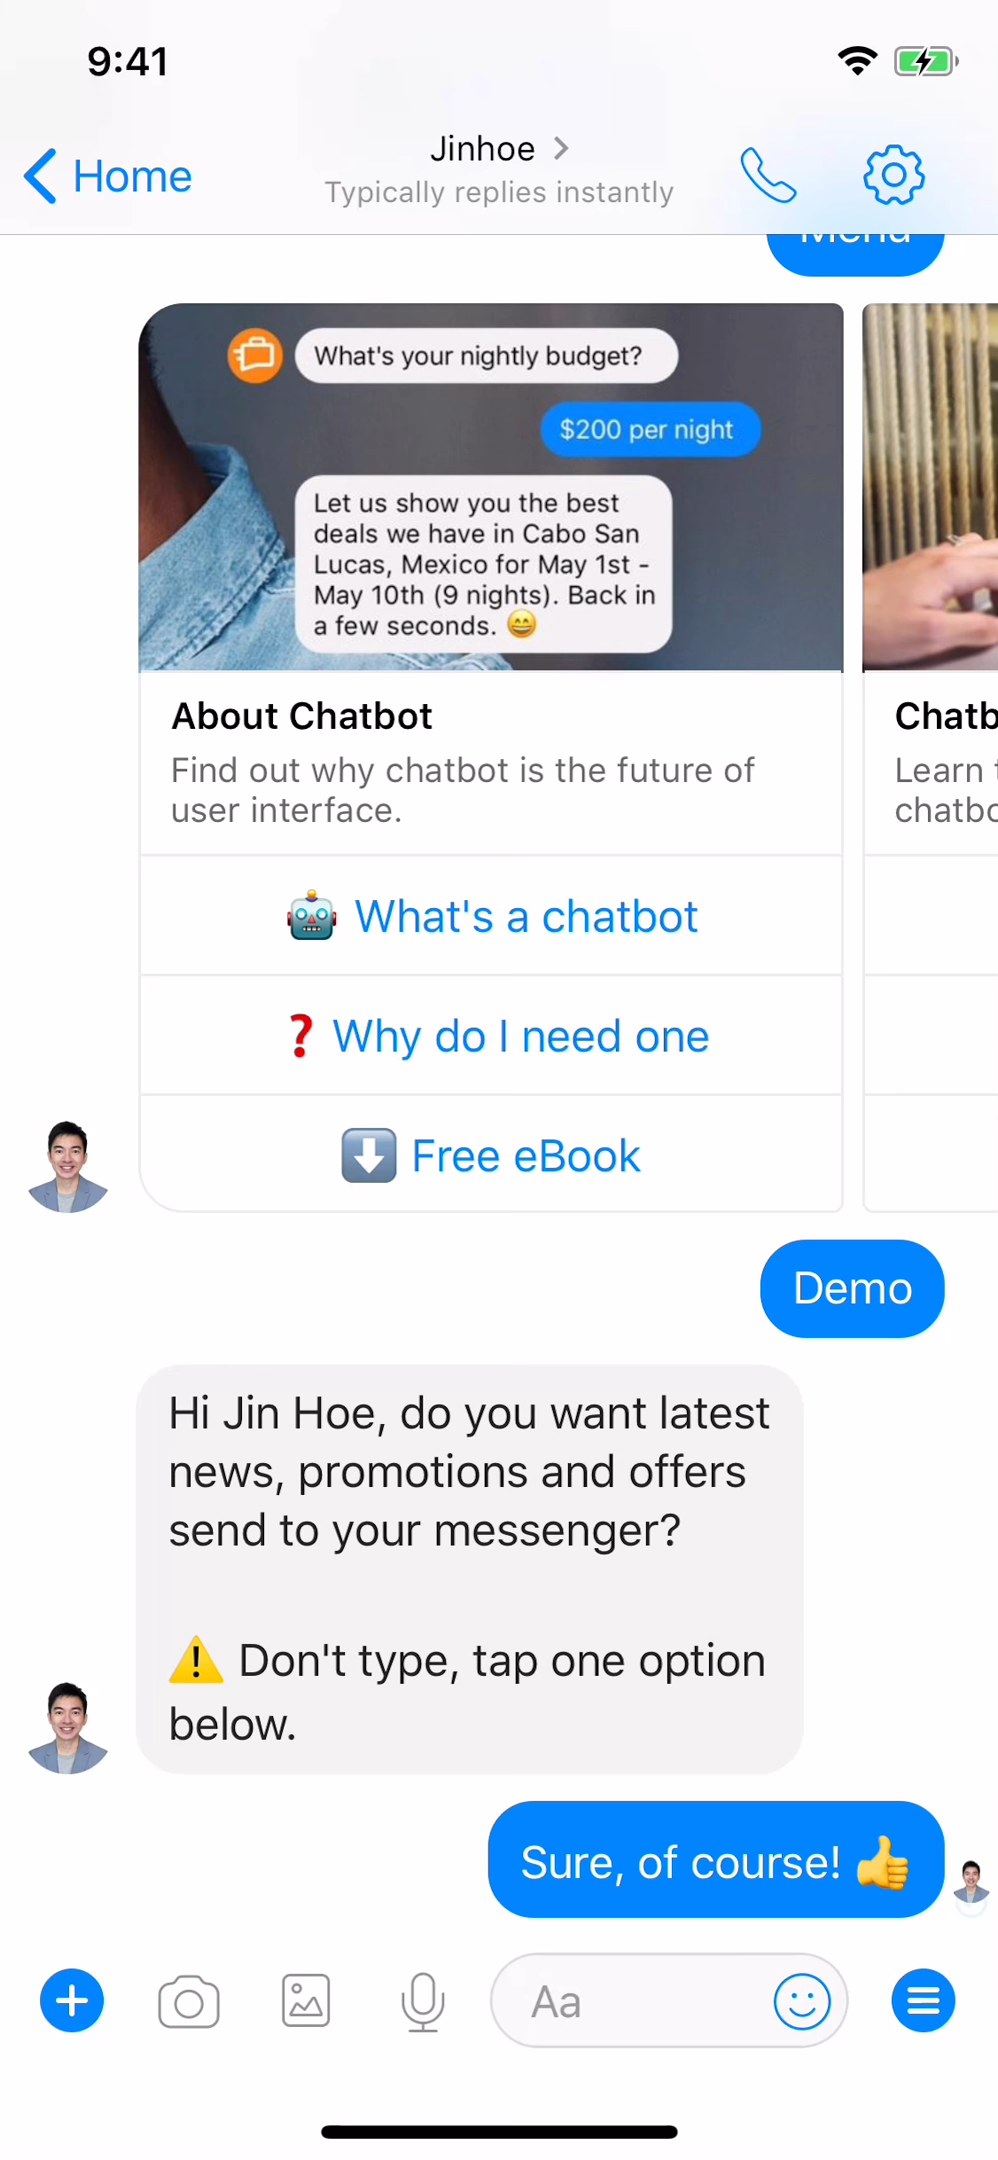 9:41
Home
Jinhoe
Typically replies instantly
Menu
What's your nightly budget?
$200 per night
Let us show you the best
deals we have in Cabo San
Lucas, Mexico for May 1st -
May 10th (9 nights). Back in
a few seconds. 😄
About Chatbot
Find out why chatbot is the future of
user interface.
🤖 What's a chatbot
❓ Why do I need one
⬇️ Free eBook
Chatb
Learn
chatbo
Demo
Hi Jin Hoe, do you want latest
news, promotions and offers
send to your messenger?
⚠️ Don't type, tap one option
below.
Sure, of course! 👍
Aa